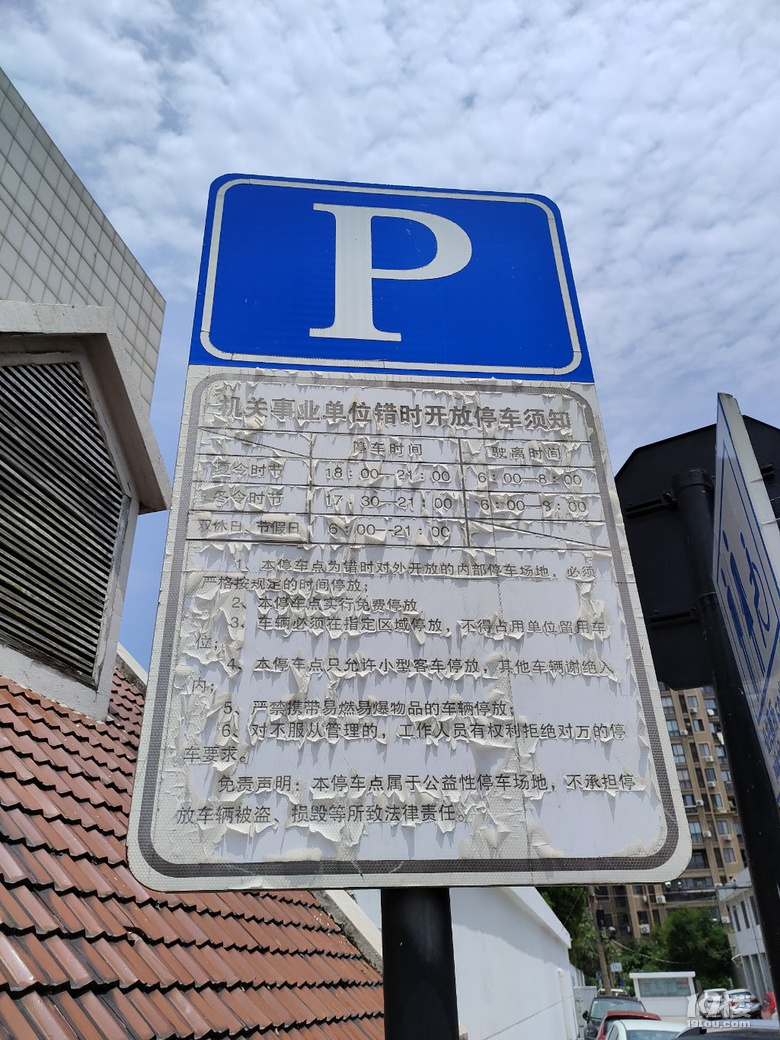 P
机关事业单位错时开放停车须知
停车时间 驶离时间
夏令时节 18：00—21：00 6：00—8：00
冬令时节 17：30—21：00 6：00—8：00
双休日、节假日 6：00—21：00
1、本停车点为错时对外开放的内部停车场地，必须
严格按规定的时间停放；
2、本停车点实行免费停放
3、车辆必须在指定区域停放，不得占用单位留用车
位；
4、本停车点只允许小型客车停放，其他车辆谢绝入
内；
5、严禁携带易燃易爆物品的车辆停放；
6、对不服从管理的，工作人员有权利拒绝对方的停
车要求。
免责声明：本停车点属于公益性停车场地，不承担停
放车辆被盗、损毁等所致法律责任。
19楼
19lou.com